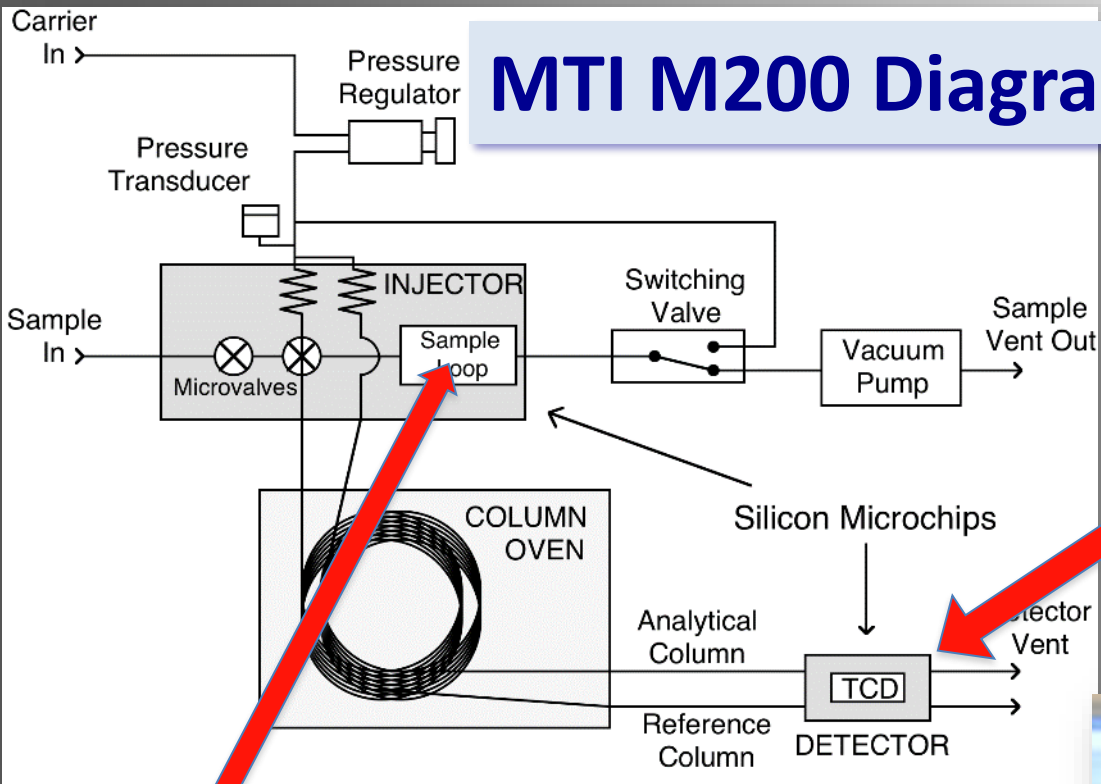 Carrier
In
Pressure
Regulator
MTI M200 Diagra
Pressure
Transducer
INJECTOR
Switching
Valve
Sample
In
Sample
Vent Out
Sample
Microvalves
Vacuum
Pump
COLUMN
OVEN
Silicon Microchips
Analytical
Column
Vent
TCD
Reference
Column
DETECTOR